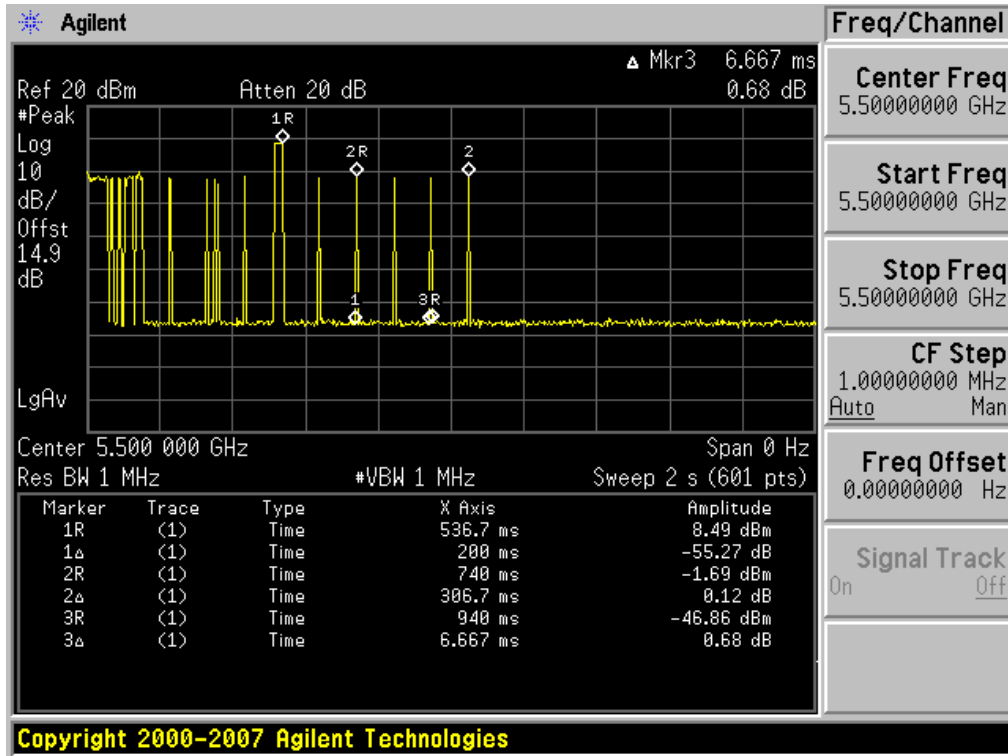 Agilent
Freq/Channel
Δ Mkr3 6.667 ms
Ref 20 dBm Atten 20 dB 0.68 dB
#Peak
Log
10
dB/
Offst
14.9
dB
LgAv
1R
2R
2
1
3R
Center 5.500 000 GHz Span 0 Hz
Res BW 1 MHz #VBW 1 MHz Sweep 2 s (601 pts)
Marker Trace Type X Axis Amplitude
1R (1) Time 536.7 ms 8.49 dBm
1Δ (1) Time 200 ms -55.27 dB
2R (1) Time 740 ms -1.69 dBm
2Δ (1) Time 306.7 ms 0.12 dB
3R (1) Time 940 ms -46.86 dBm
3Δ (1) Time 6.667 ms 0.68 dB
Center Freq
5.50000000 GHz
Start Freq
5.50000000 GHz
Stop Freq
5.50000000 GHz
CF Step
1.00000000 MHz
Auto Man
Freq Offset
0.00000000 Hz
Signal Track
On Off
Copyright 2000-2007 Agilent Technologies